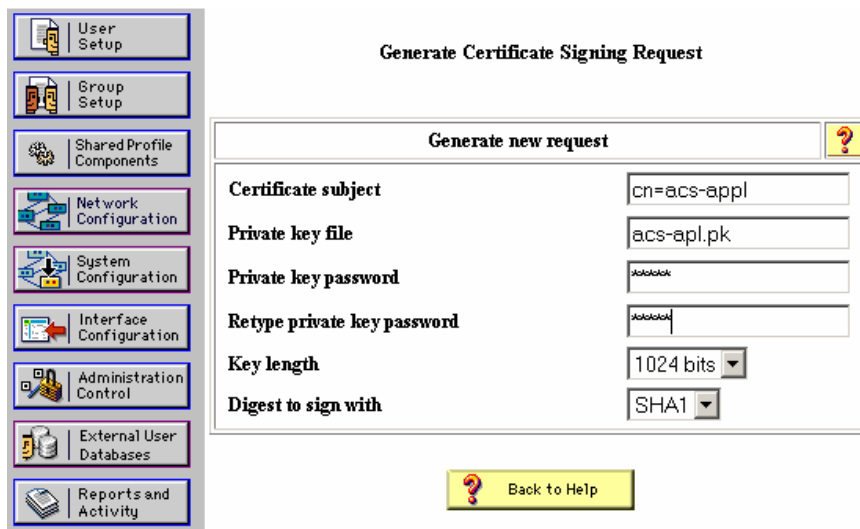 User
Setup
Group
Setup
Shared Profile
Components
Network
Configuration
System
Configuration
Interface
Configuration
Administration
Control
External User
Databases
Reports and
Activity
Generate Certificate Signing Request
Generate new request
?
Certificate subject
cn=acs-appl
Private key file
acs-apl.pk
Private key password
******
Retype private key password
******
Key length
1024 bits
Digest to sign with
SHA1
? Back to Help